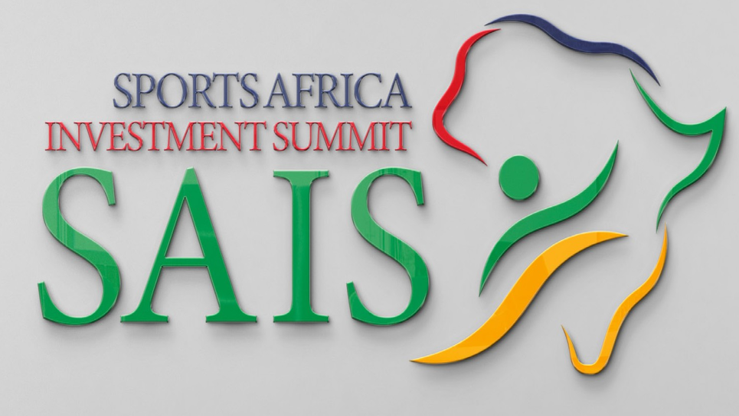 SPORTS AFRICA
INVESTMENT SUMMIT
SAIS